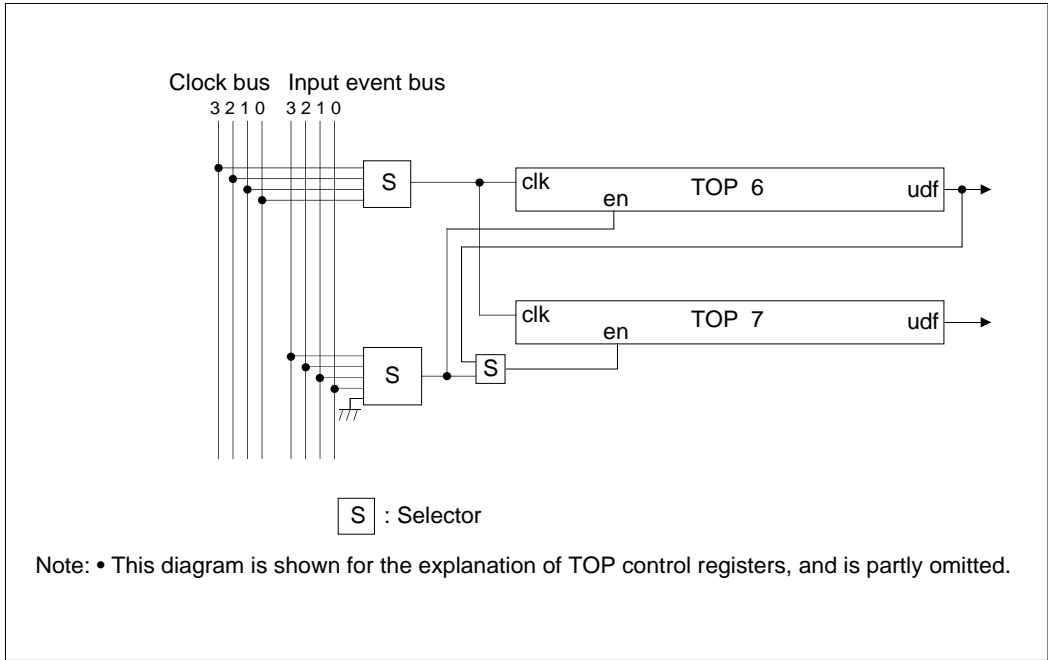 Clock bus Input event bus
3 2 1 0 3 2 1 0
S
clk
en
TOP 6
udf
clk
en
TOP 7
udf
S
S
S : Selector
Note: • This diagram is shown for the explanation of TOP control registers, and is partly omitted.